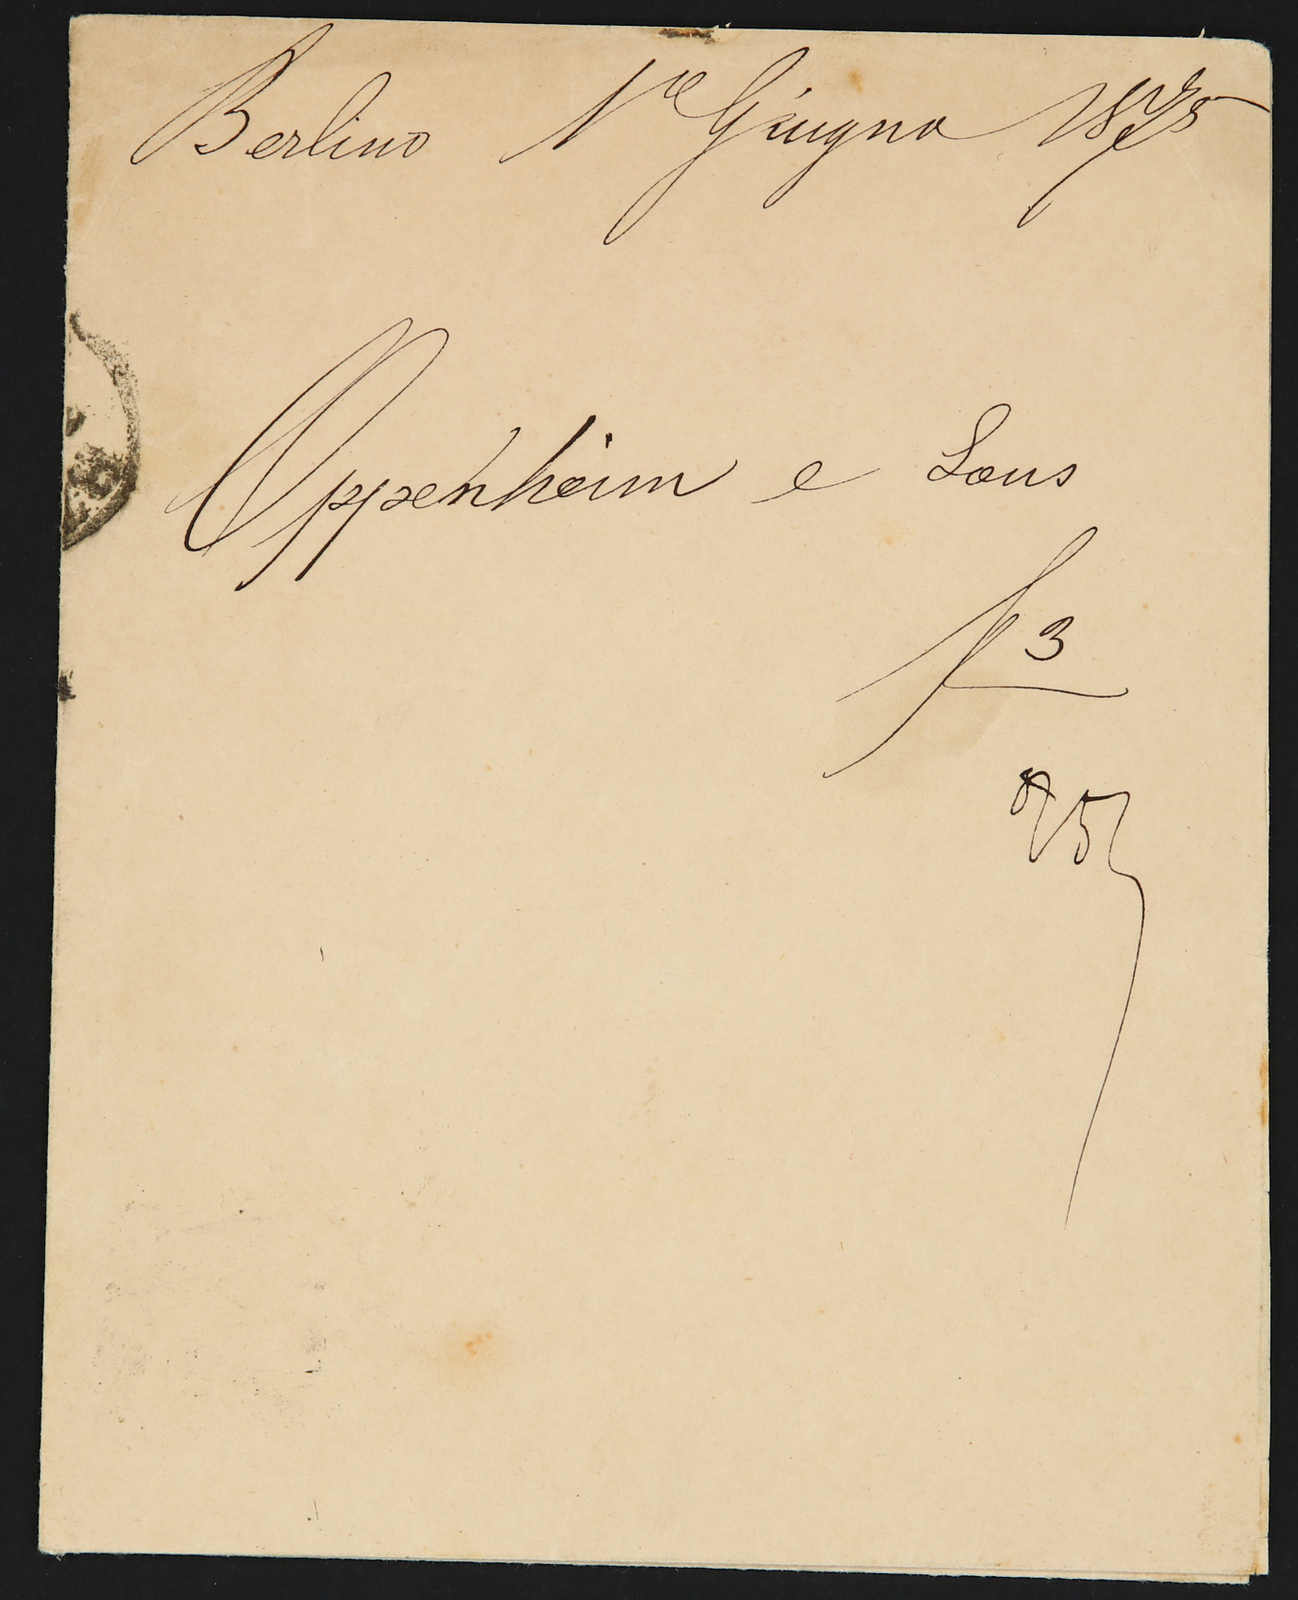 Berlino 1° Giugno 1875
Oppenheim e Sons
3